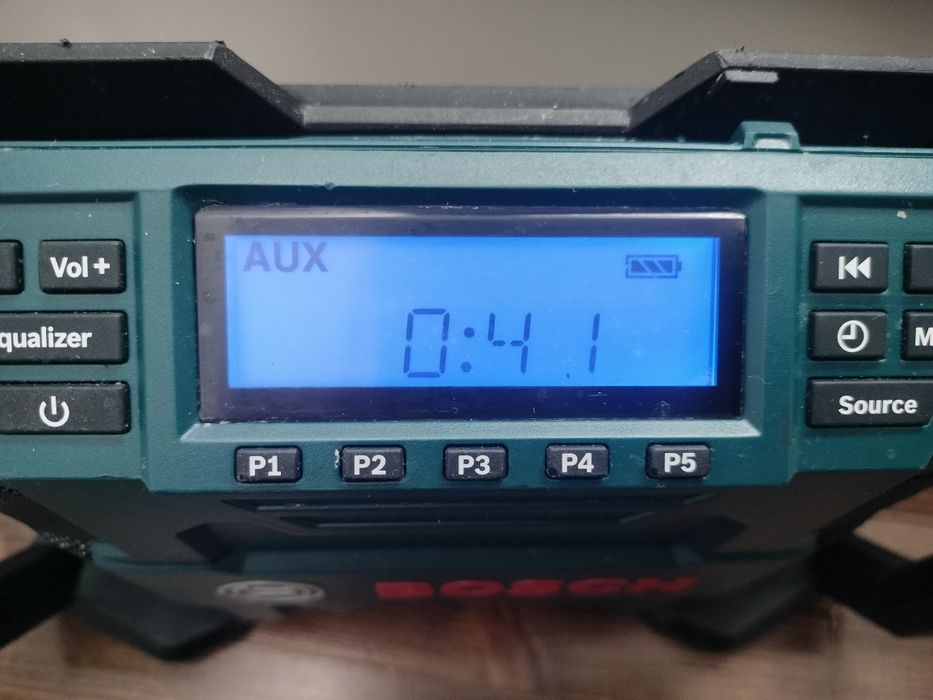 AUX
0:41
Vol+
qualizer
M
Source
P1 P2 P3 P4 P5
BOSCH